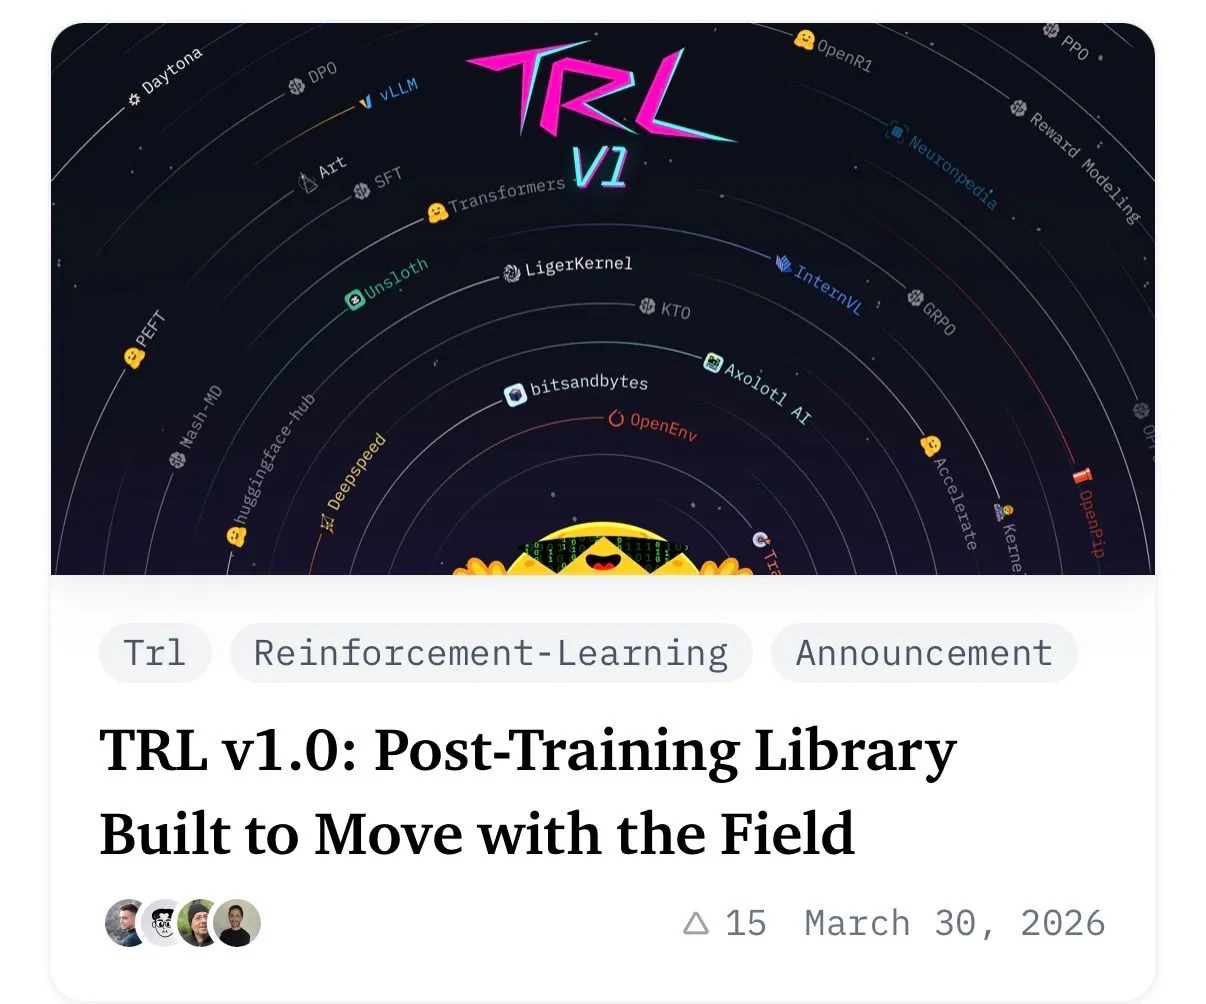 Daytona
DPO
vLLM
TRL
V1
OpenR1
PPO
Art
SFT
Transformers
Neuronpedia
Reward Modeling
Unsloth
LigerKernel
InternVL
GRPO
PEFT
KTO
Nash-MD
huggingface-hub
bitsandbytes
Axolotl AI
OpenEnv
Deepspeed
Accelerate
Kerne
OpenPip
Tra
Trl
Reinforcement-Learning
Announcement
TRL v1.0: Post-Training Library
Built to Move with the Field
15 March 30, 2026